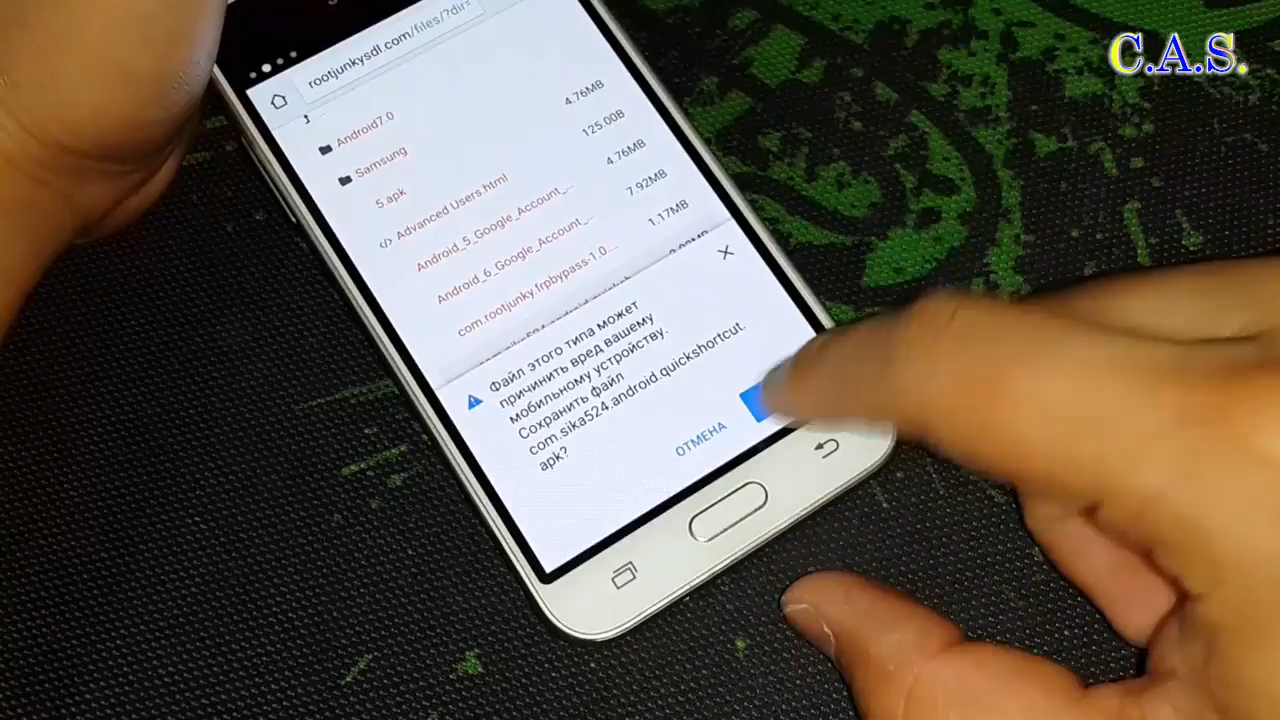 C.A.S.
rootjunkysdl.com/files/?dir=
Android7.0
4.76MB
Samsung
125.00B
5.apk
4.76MB
</> Advanced Users.html
7.92MB
Android_5_Google_Account_...
1.17MB
Android_6_Google_Account_...
com.rootjunky.frpbypass-1.0...
Файл этого типа может
причинить вред вашему
мобильному устройству.
Сохранить файл
com.sika524.android.quickshortcut.
apk?
ОТМЕНА